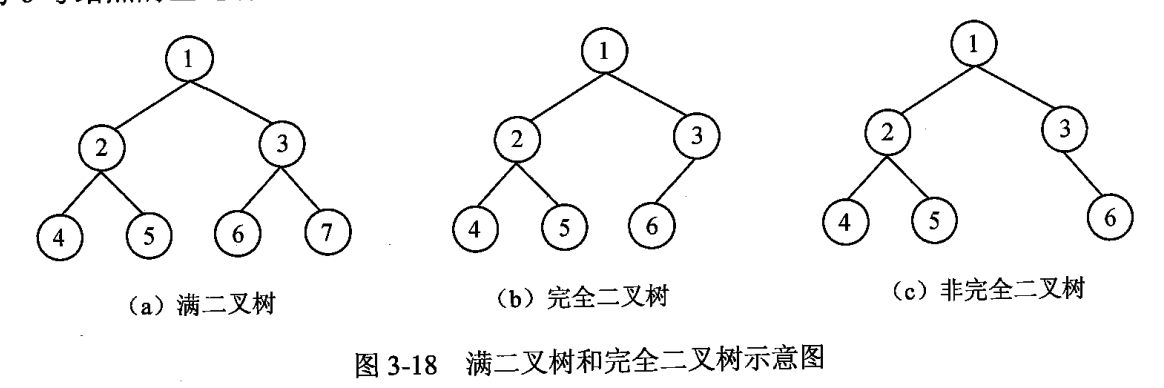 1 1 1
2 3 2 3 2 3
4 5 6 7 4 5 6 4 5 6
（a）满二叉树 （b）完全二叉树 （c）非完全二叉树
图 3-18 满二叉树和完全二叉树示意图